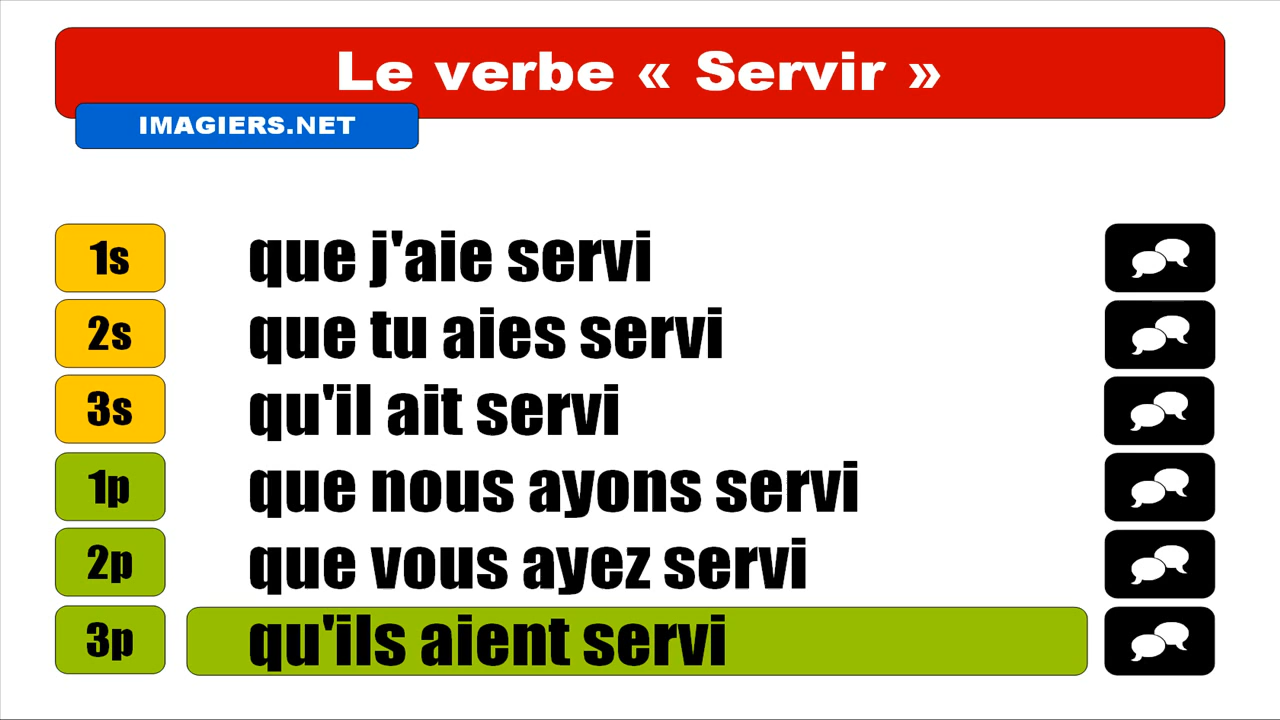 Le verbe « Servir »
IMAGIERS.NET
1s que j'aie servi
2s que tu aies servi
3s qu'il ait servi
1p que nous ayons servi
2p que vous ayez servi
3p qu'ils aient servi